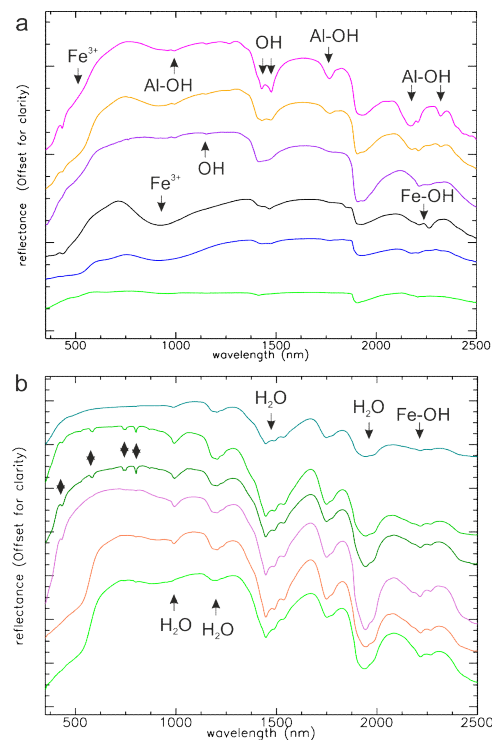 a
Fe³⁺
Al-OH
OH
Al-OH
Al-OH
OH
Fe³⁺
Fe-OH
reflectance (Offset for clarity)
500 1000 1500 2000 2500
wavelength (nm)
b
H₂O
H₂O
Fe-OH
H₂O
H₂O
reflectance (Offset for clarity)
500 1000 1500 2000 2500
wavelength (nm)